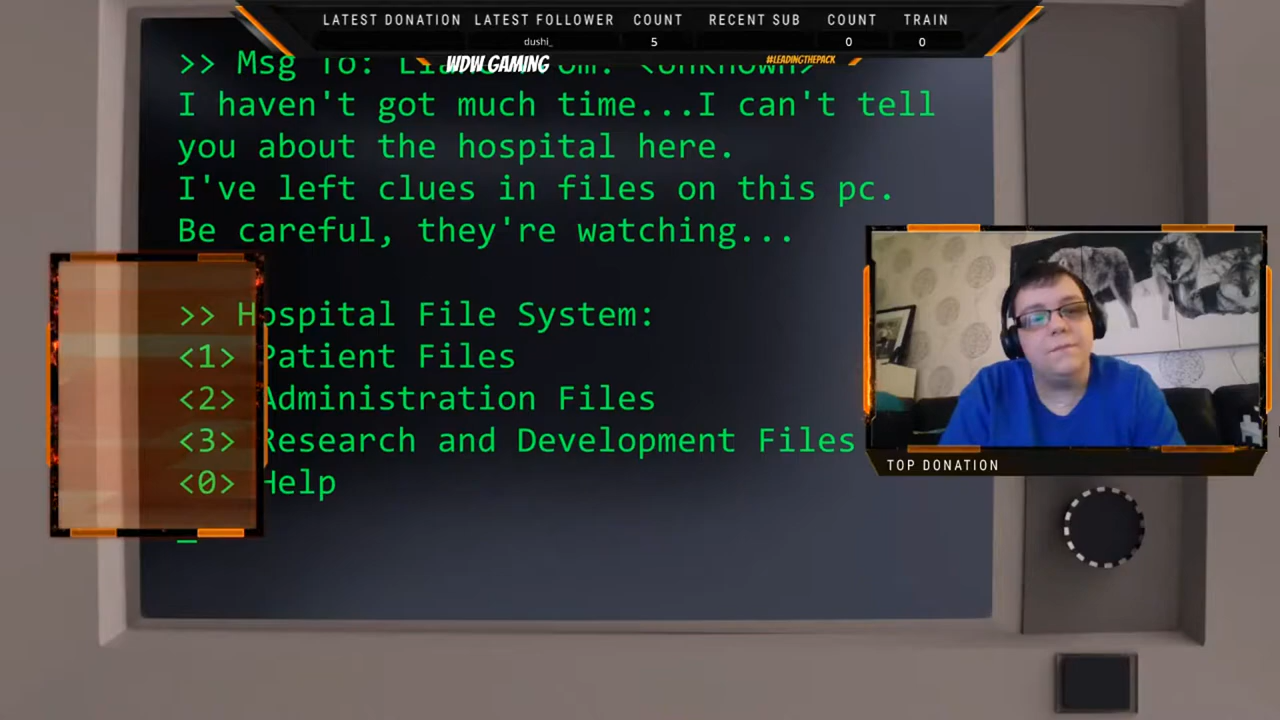 LATEST DONATION LATEST FOLLOWER COUNT RECENT SUB COUNT TRAIN
dushi_ 5 0 0
WDW GAMING #LEADINGTHEPACK
>> Msg To:
I haven't got much time...I can't tell
you about the hospital here.
I've left clues in files on this pc.
Be careful, they're watching...
>> Hospital File System:
<1> Patient Files
<2> Administration Files
<3> Research and Development Files
<0> Help
_
TOP DONATION